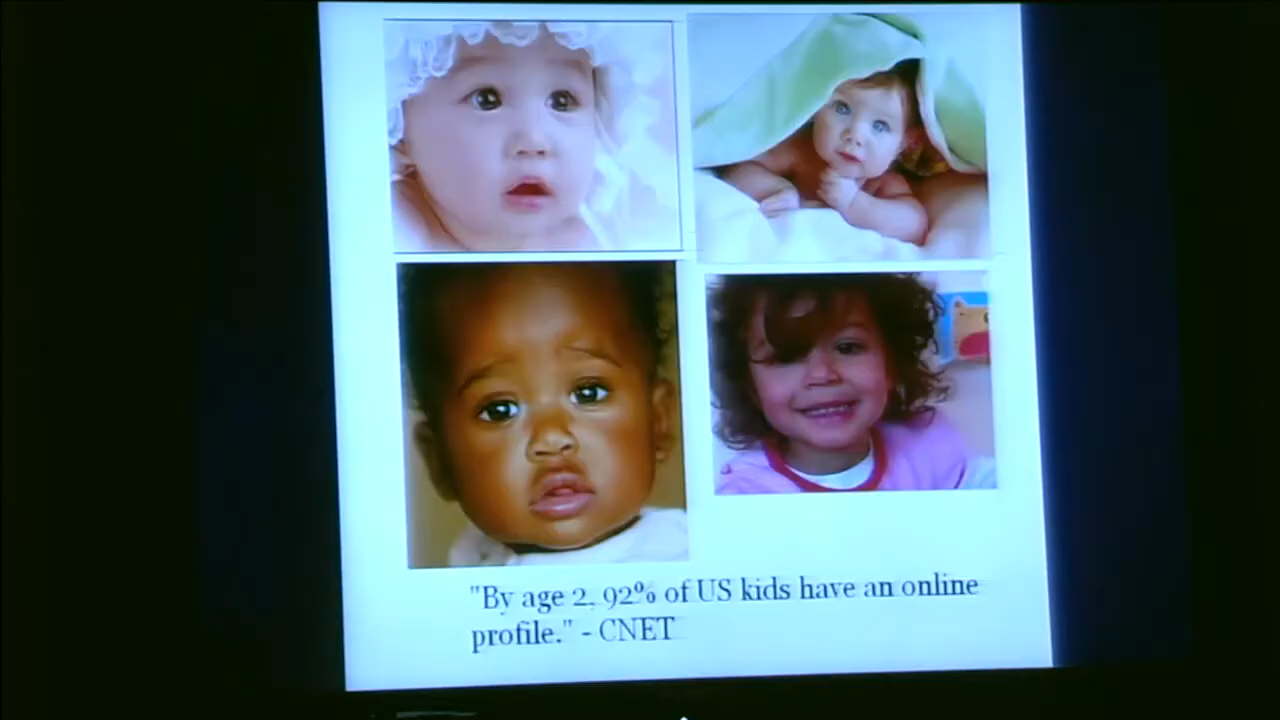 "By age 2, 92% of US kids have an online
profile." - CNET